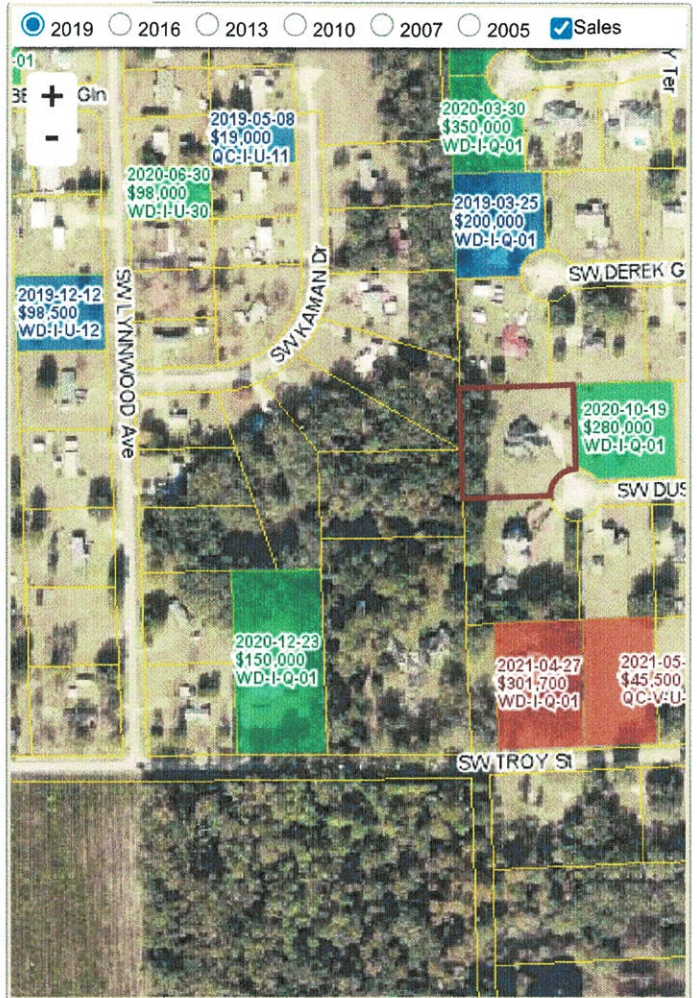 2019 2016 2013 2010 2007 2005 Sales
-01
+
Gln
-
Y Ter
2019-05-08
$19,000
QC-I-U-11
2020-03-30
$350,000
WD-I-Q-01
2020-06-30
$98,000
WD-I-U-30
2019-03-25
$200,000
WD-I-Q-01
SW DEREK G
2019-12-12
$98,500
WD-I-U-12
SW LYNNWOOD Ave
SW KAMAN Dr
2020-10-19
$280,000
WD-I-Q-01
SW DUS
2020-12-23
$150,000
WD-I-Q-01
2021-04-27
$301,700
WD-I-Q-01
2021-05-
$45,500
QC-V-U-
SW TROY St